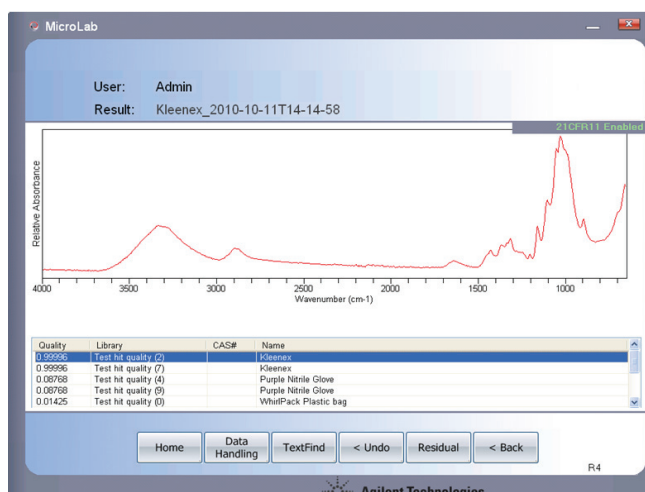 MicroLab
User: Admin
Result: Kleenex_2010-10-11T14-14-58
21CFR11 Enabled
Relative Absorbance
4000 3500 3000 2500 2000 1500 1000
Wavenumber (cm-1)
Quality Library CAS# Name
0.99996 Test hit quality (2) Kleenex
0.99996 Test hit quality (7) Kleenex
0.08768 Test hit quality (4) Purple Nitrile Glove
0.08768 Test hit quality (9) Purple Nitrile Glove
0.01425 Test hit quality (0) WhirlPack Plastic bag
Home Data Handling TextFind < Undo Residual < Back
R4
Agilent Technologies